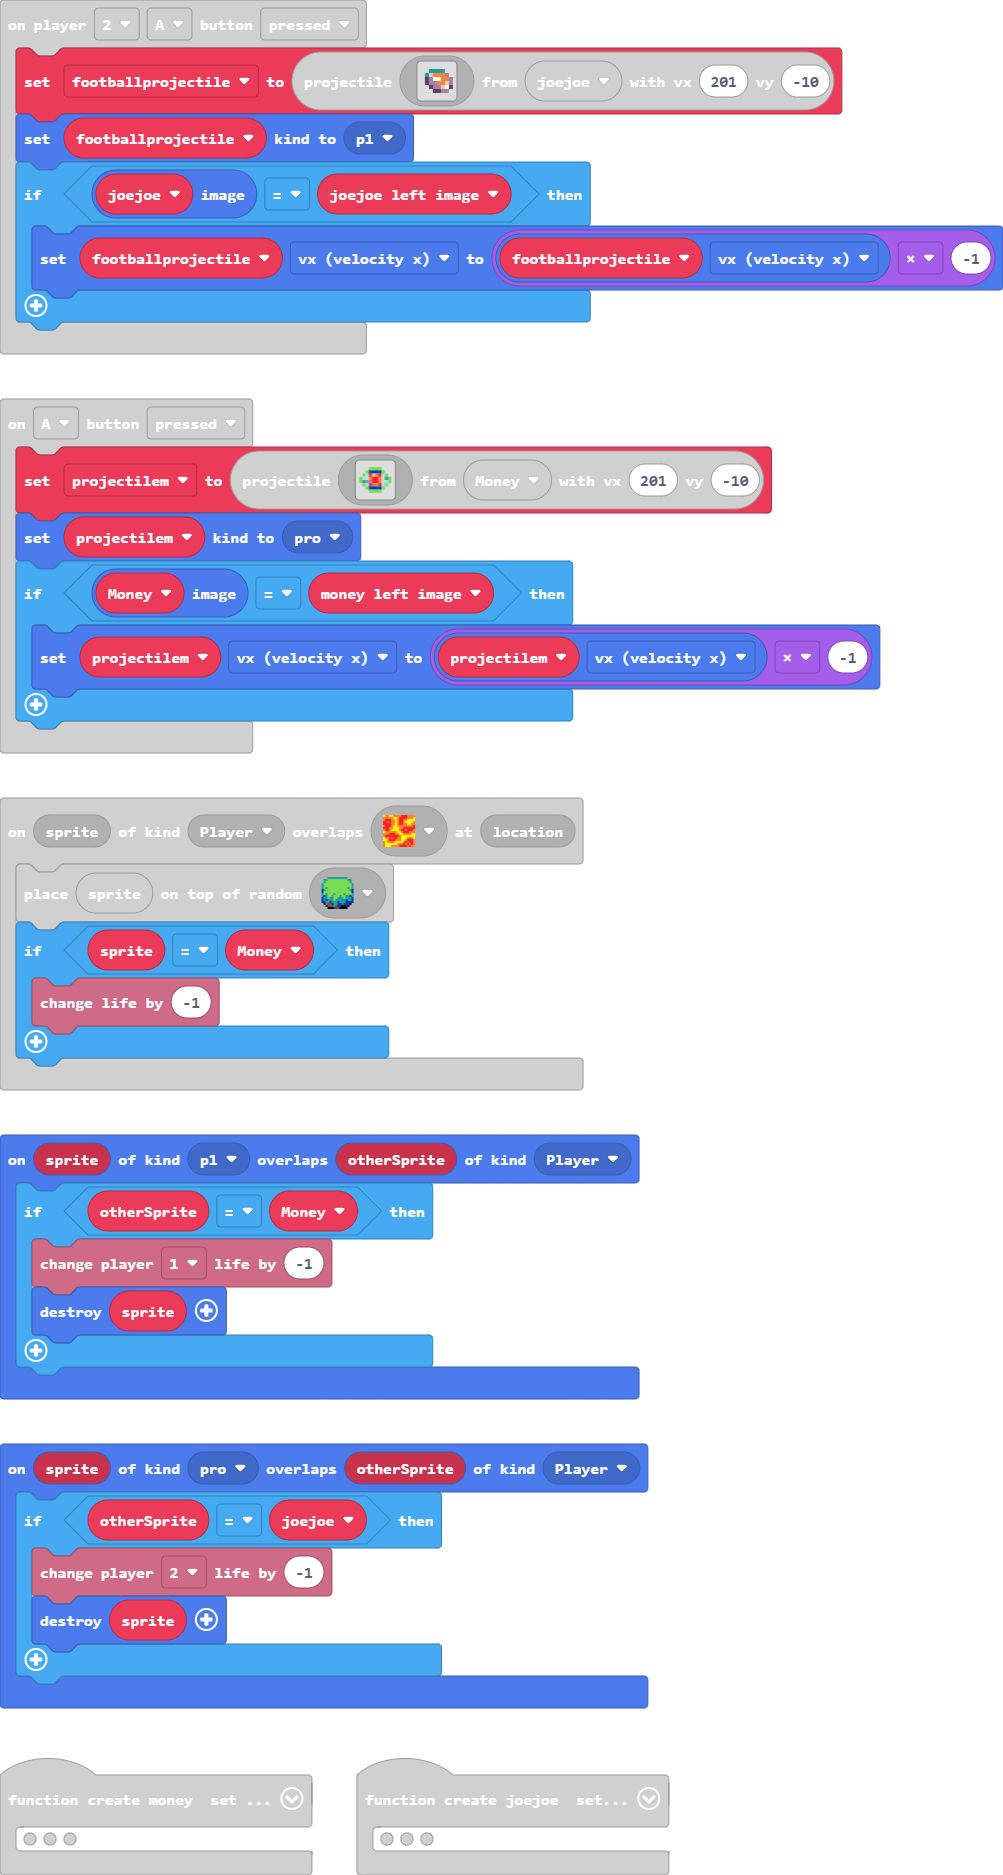 on player 2 A button pressed
set footballprojectile to projectile from joejoe with vx 201 vy -10
set footballprojectile kind to p1
if joejoe image = joejoe left image then
set footballprojectile vx (velocity x) to footballprojectile vx (velocity x) × -1
on A button pressed
set projectilem to projectile from Money with vx 201 vy -10
set projectilem kind to pro
if Money image = money left image then
set projectilem vx (velocity x) to projectilem vx (velocity x) × -1
on sprite of kind Player overlaps at location
place sprite on top of random
if sprite = Money then
change life by -1
on sprite of kind p1 overlaps otherSprite of kind Player
if otherSprite = Money then
change player 1 life by -1
destroy sprite
on sprite of kind pro overlaps otherSprite of kind Player
if otherSprite = joejoe then
change player 2 life by -1
destroy sprite
function create money set ...
function create joejoe set...